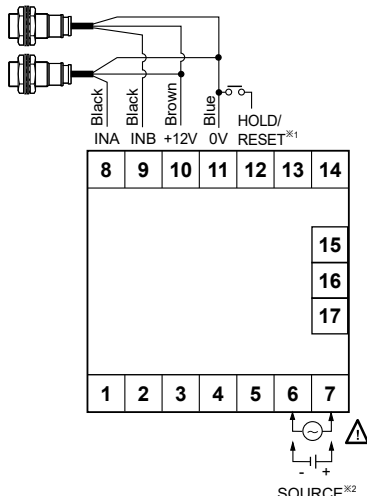 Black Black Brown Blue
HOLD/
INA INB +12V 0V RESET※1
8 9 10 11 12 13 14
15
16
17
1 2 3 4 5 6 7
- +
SOURCE※2